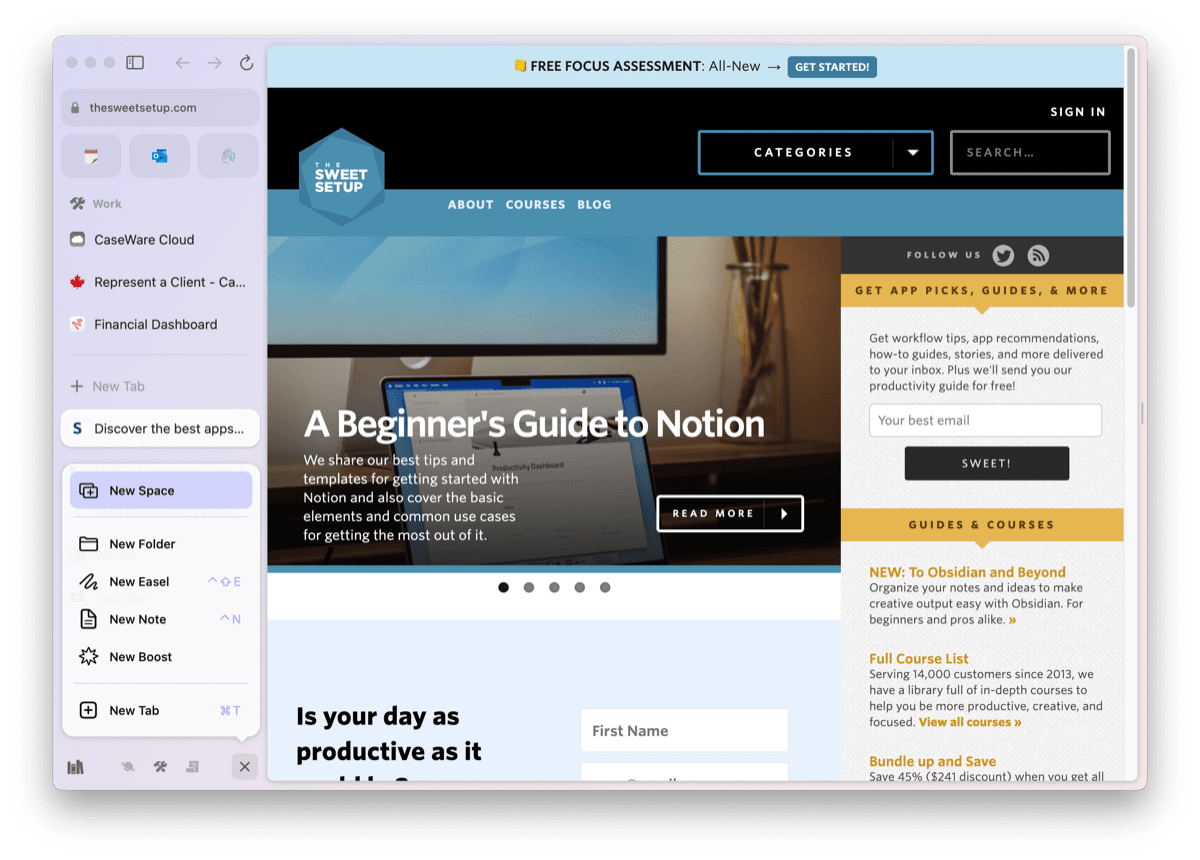 thesweetsetup.com
Work
CaseWare Cloud
Represent a Client - Ca...
Financial Dashboard
New Tab
S
Discover the best apps...
New Space
New Folder
New Easel ^⇧E
New Note ^N
New Boost
New Tab ⌘T
FREE FOCUS ASSESSMENT: All-New → GET STARTED!
SIGN IN
THE
SWEET
SETUP
CATEGORIES
SEARCH...
ABOUT COURSES BLOG
Productivity Dashboard
A Beginner's Guide to Notion
We share our best tips and
templates for getting started with
Notion and also cover the basic
elements and common use cases
for getting the most out of it.
READ MORE
Is your day as
productive as it
First Name
FOLLOW US
GET APP PICKS, GUIDES, & MORE
Get workflow tips, app recommendations,
how-to guides, stories, and more delivered
to your inbox. Plus we'll send you our
productivity guide for free!
Your best email
SWEET!
GUIDES & COURSES
NEW: To Obsidian and Beyond
Organize your notes and ideas to make
creative output easy with Obsidian. For
beginners and pros alike. »
Full Course List
Serving 14,000 customers since 2013, we
have a library full of in-depth courses to
help you be more productive, creative, and
focused. View all courses »
Bundle up and Save
Save 45% ($241 discount) when you get all